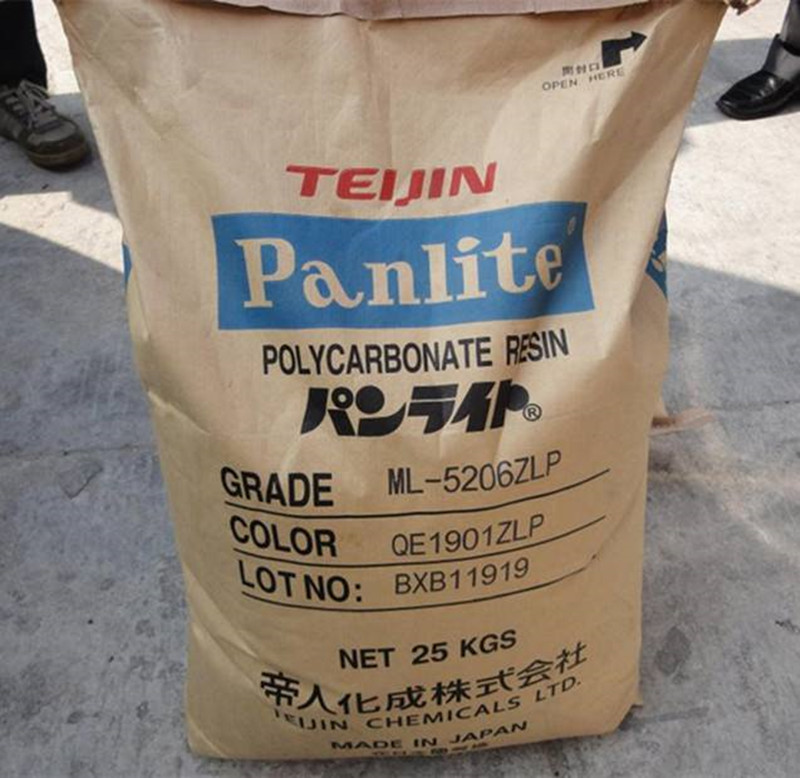 開封口
OPEN HERE
TEIJIN
Panlite®
POLYCARBONATE RESIN
パンライト®
GRADE ML-5206ZLP
COLOR QE1901ZLP
LOT NO: BXB11919
NET 25 KGS
帝人化成株式会社
TEIJIN CHEMICALS LTD.
MADE IN JAPAN